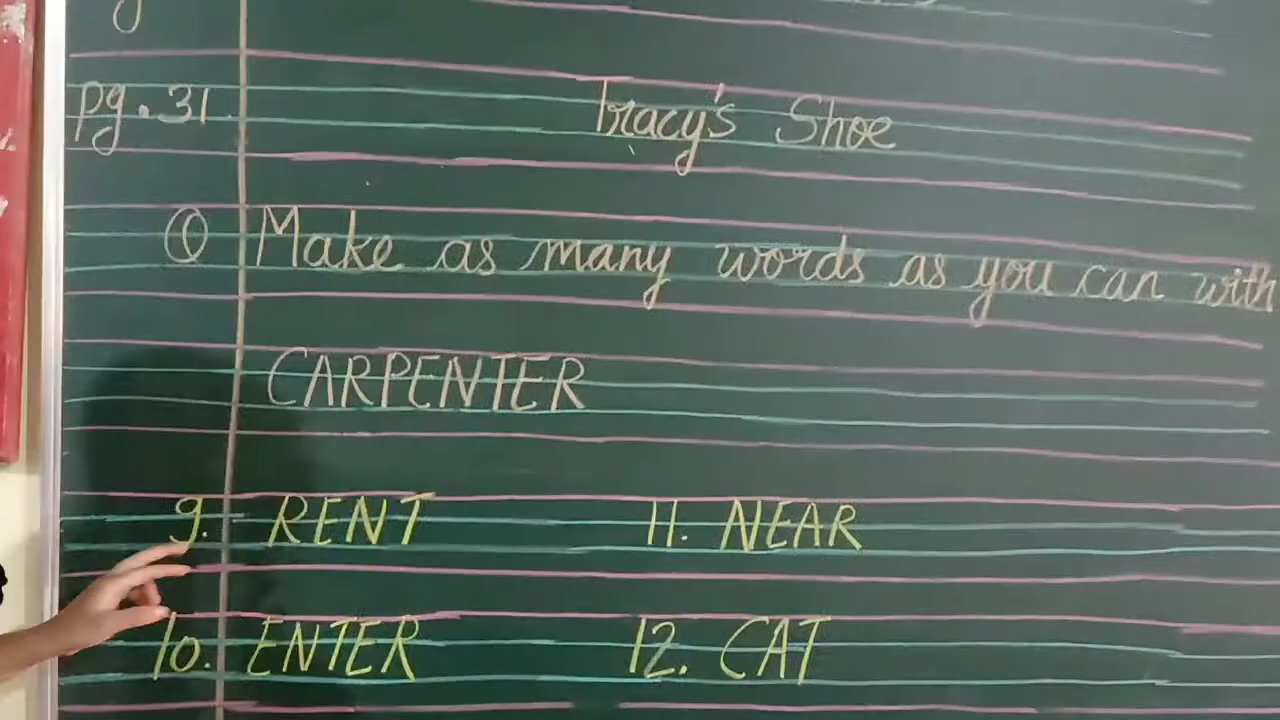 pg. 31 Tracy's Shoe
Q Make as many words as you can with
CARPENTER
9. RENT 11. NEAR
10. ENTER 12. CAT